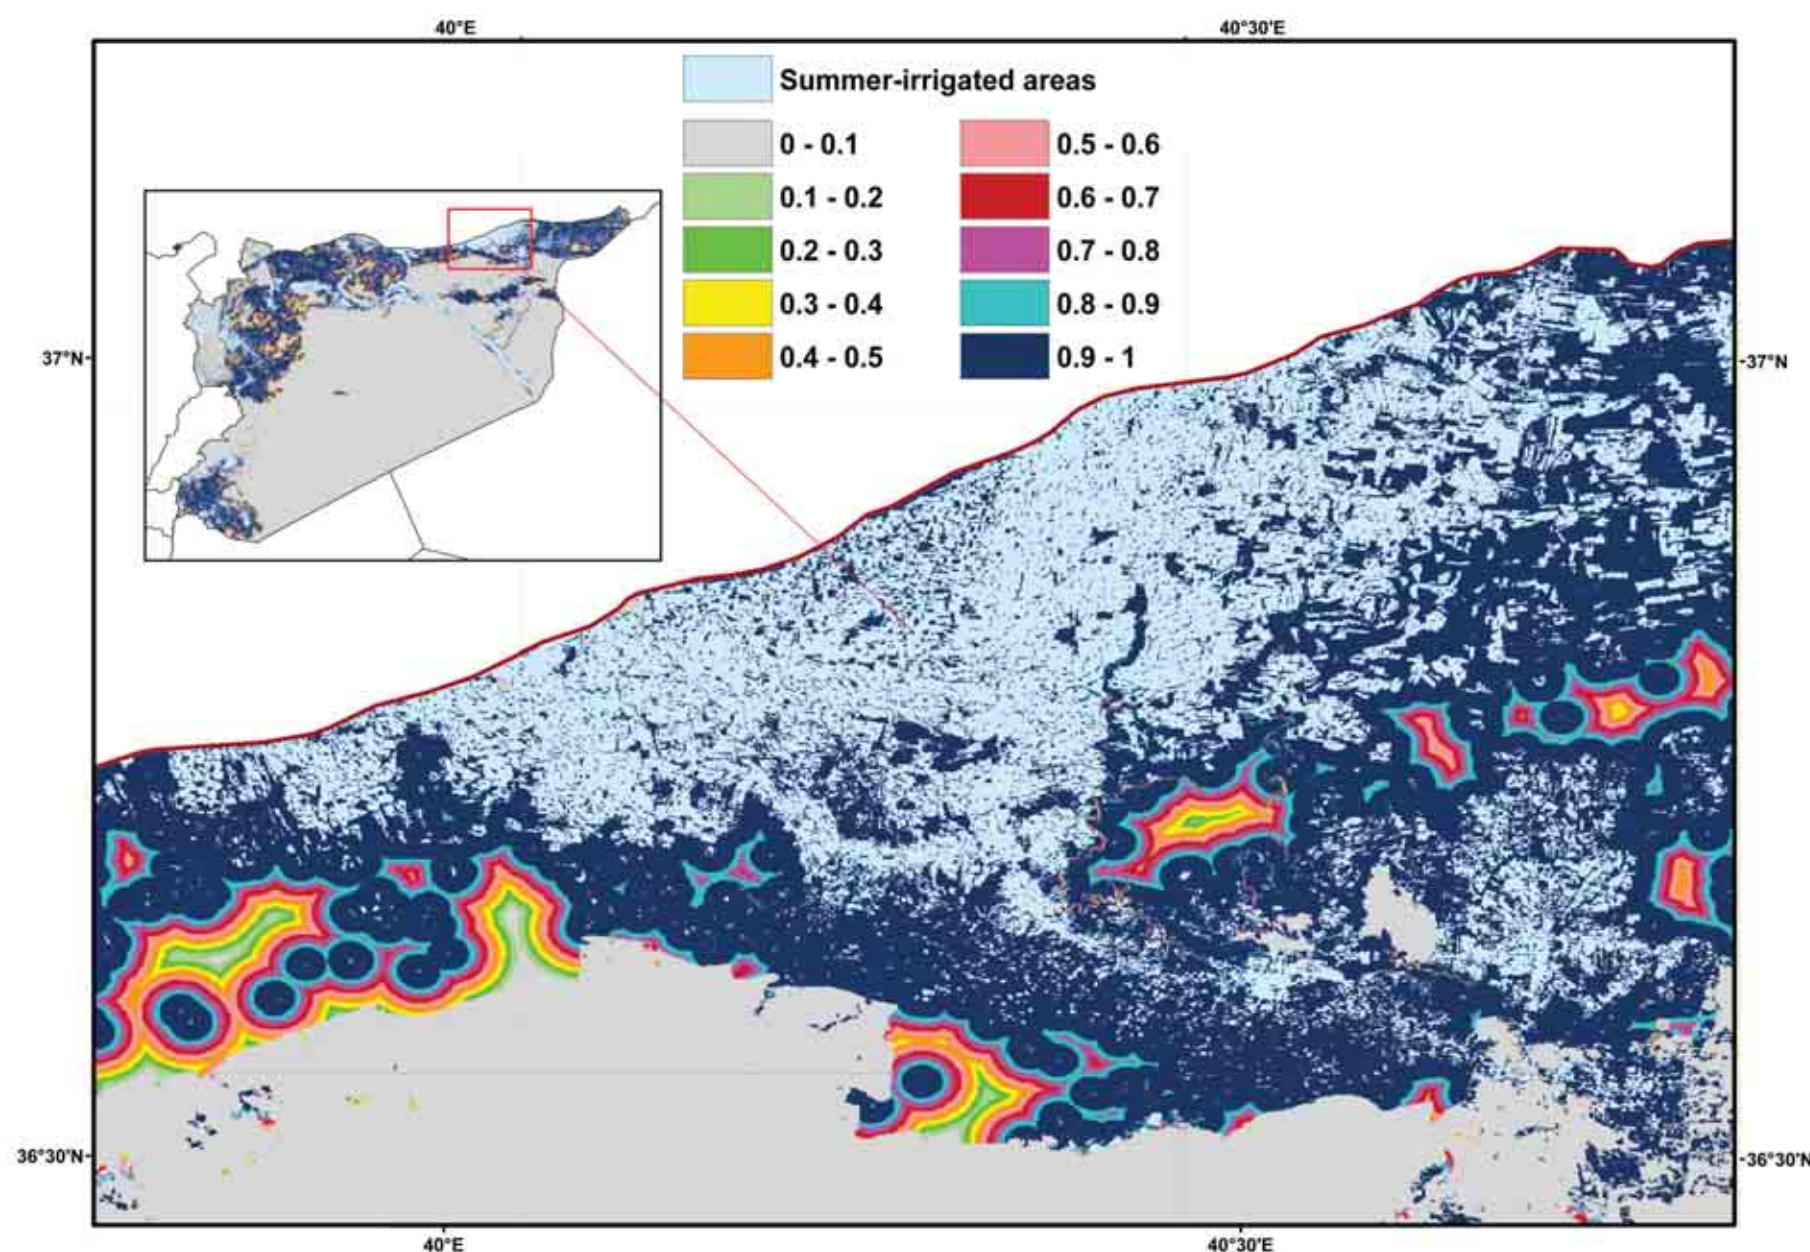 40°E 40°30'E
Summer-irrigated areas
0 - 0.1
0.1 - 0.2
0.2 - 0.3
0.3 - 0.4
0.4 - 0.5
0.5 - 0.6
0.6 - 0.7
0.7 - 0.8
0.8 - 0.9
0.9 - 1
37°N 37°N
36°30'N 36°30'N
40°E 40°30'E